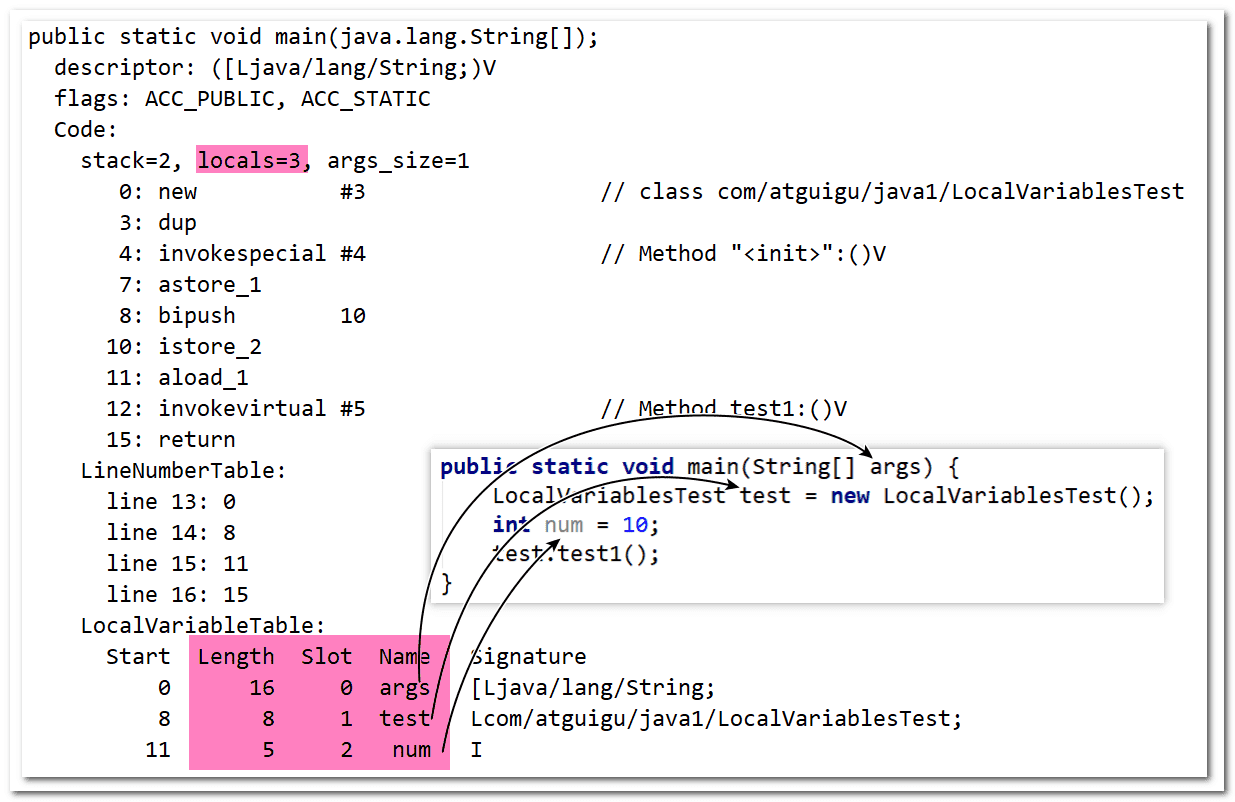 public static void main(java.lang.String[]);
descriptor: ([Ljava/lang/String;)V
flags: ACC_PUBLIC, ACC_STATIC
Code:
stack=2, locals=3, args_size=1
0: new #3 // class com/atguigu/java1/LocalVariablesTest
3: dup
4: invokespecial #4 // Method "<init>":()V
7: astore_1
8: bipush 10
10: istore_2
11: aload_1
12: invokevirtual #5 // Method test1:()V
15: return
LineNumberTable:
line 13: 0
line 14: 8
line 15: 11
line 16: 15
LocalVariableTable:
Start Length Slot Name Signature
0 16 0 args [Ljava/lang/String;
8 8 1 test Lcom/atguigu/java1/LocalVariablesTest;
11 5 2 num I
public static void main(String[] args) {
LocalVariablesTest test = new LocalVariablesTest();
int num = 10;
test.test1();
}